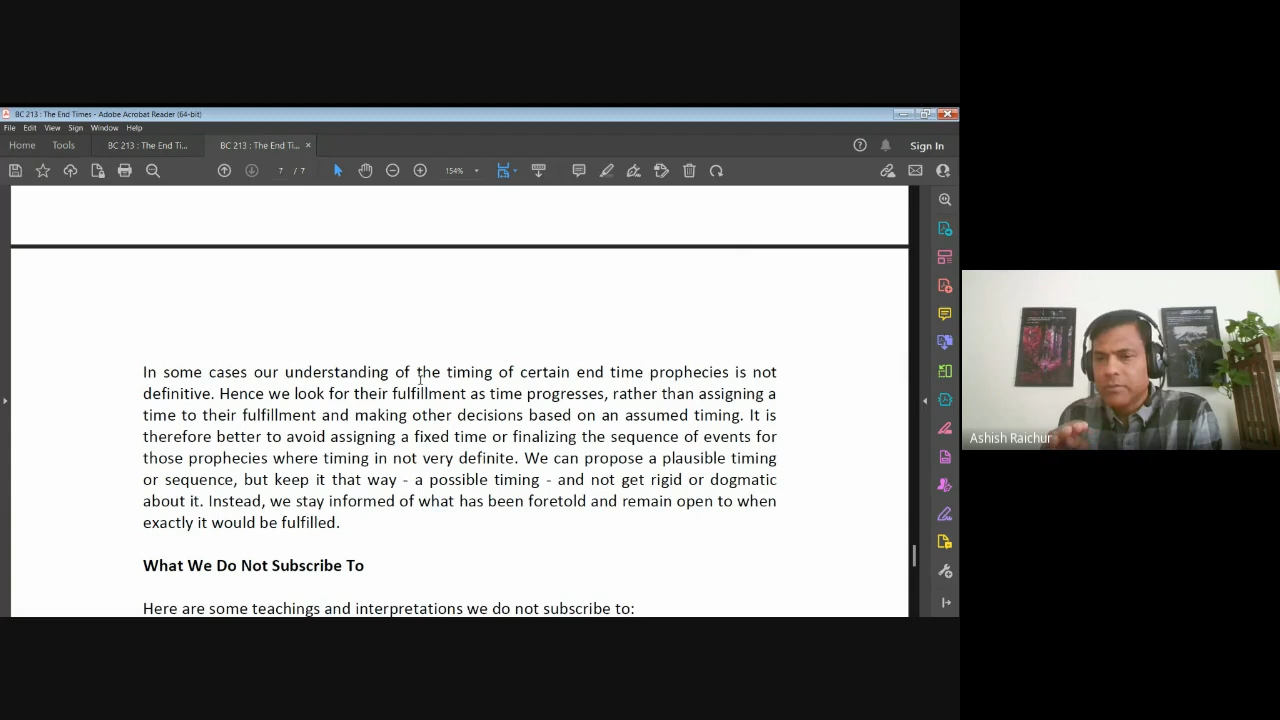 BC 213 : The End Times - Adobe Acrobat Reader (64-bit)
File Edit View Sign Window Help
Home Tools BC 213 : The End Ti... BC 213 : The End Ti... × Sign In
7 / 7 154%
In some cases our understanding of the timing of certain end time prophecies is not
definitive. Hence we look for their fulfillment as time progresses, rather than assigning a
time to their fulfillment and making other decisions based on an assumed timing. It is
therefore better to avoid assigning a fixed time or finalizing the sequence of events for
those prophecies where timing in not very definite. We can propose a plausible timing
or sequence, but keep it that way - a possible timing - and not get rigid or dogmatic
about it. Instead, we stay informed of what has been foretold and remain open to when
exactly it would be fulfilled.
What We Do Not Subscribe To
Here are some teachings and interpretations we do not subscribe to:
Ashish Raichur